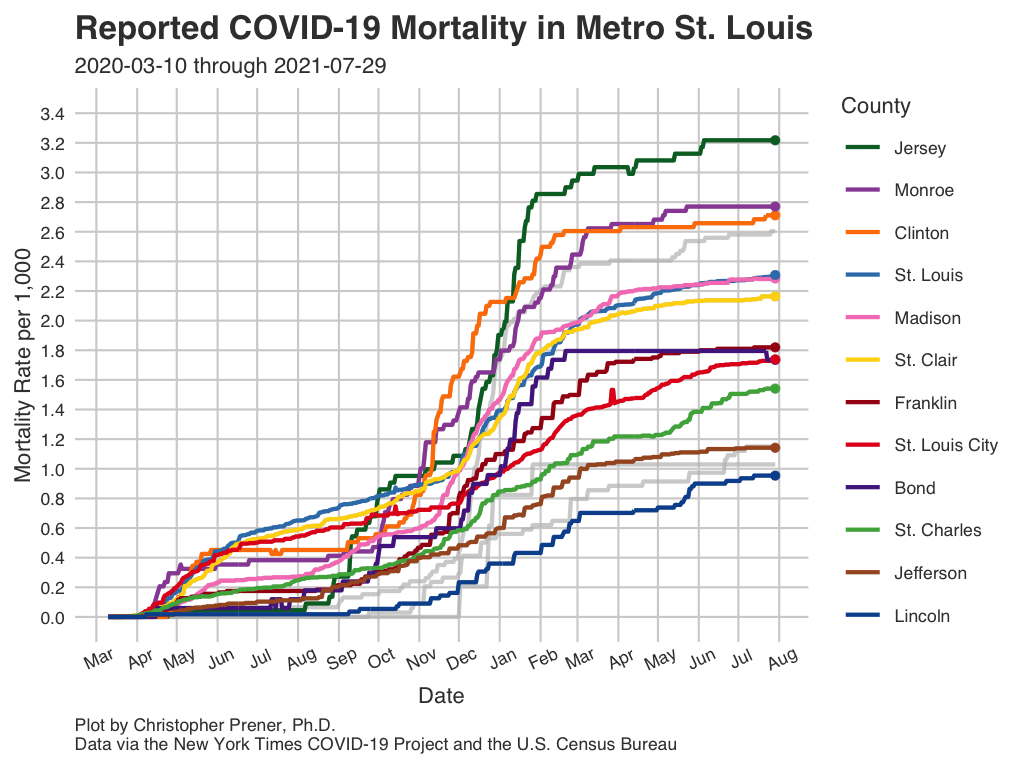 Reported COVID-19 Mortality in Metro St. Louis
2020-03-10 through 2021-07-29
Mortality Rate per 1,000
3.4
3.2
3.0
2.8
2.6
2.4
2.2
2.0
1.8
1.6
1.4
1.2
1.0
0.8
0.6
0.4
0.2
0.0
Mar Apr May Jun Jul Aug Sep Oct Nov Dec Jan Feb Mar Apr May Jun Jul Aug
Date
County
Jersey
Monroe
Clinton
St. Louis
Madison
St. Clair
Franklin
St. Louis City
Bond
St. Charles
Jefferson
Lincoln
Plot by Christopher Prener, Ph.D.
Data via the New York Times COVID-19 Project and the U.S. Census Bureau